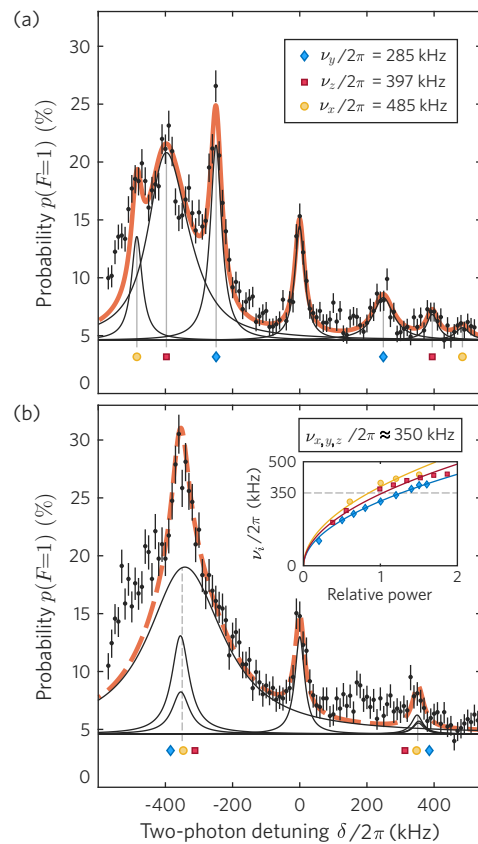 (a)
ν_y/2π = 285 kHz
ν_z/2π = 397 kHz
ν_x/2π = 485 kHz
Probability p(F=1) (%)
30
25
20
15
10
5
0
(b)
ν_x,y,z /2π ≈ 350 kHz
Probability p(F=1) (%)
35
30
25
20
15
10
5
0
ν_i/2π (kHz)
500
350
0
0 1 2
Relative power
-400 -200 0 200 400
Two-photon detuning δ/2π (kHz)